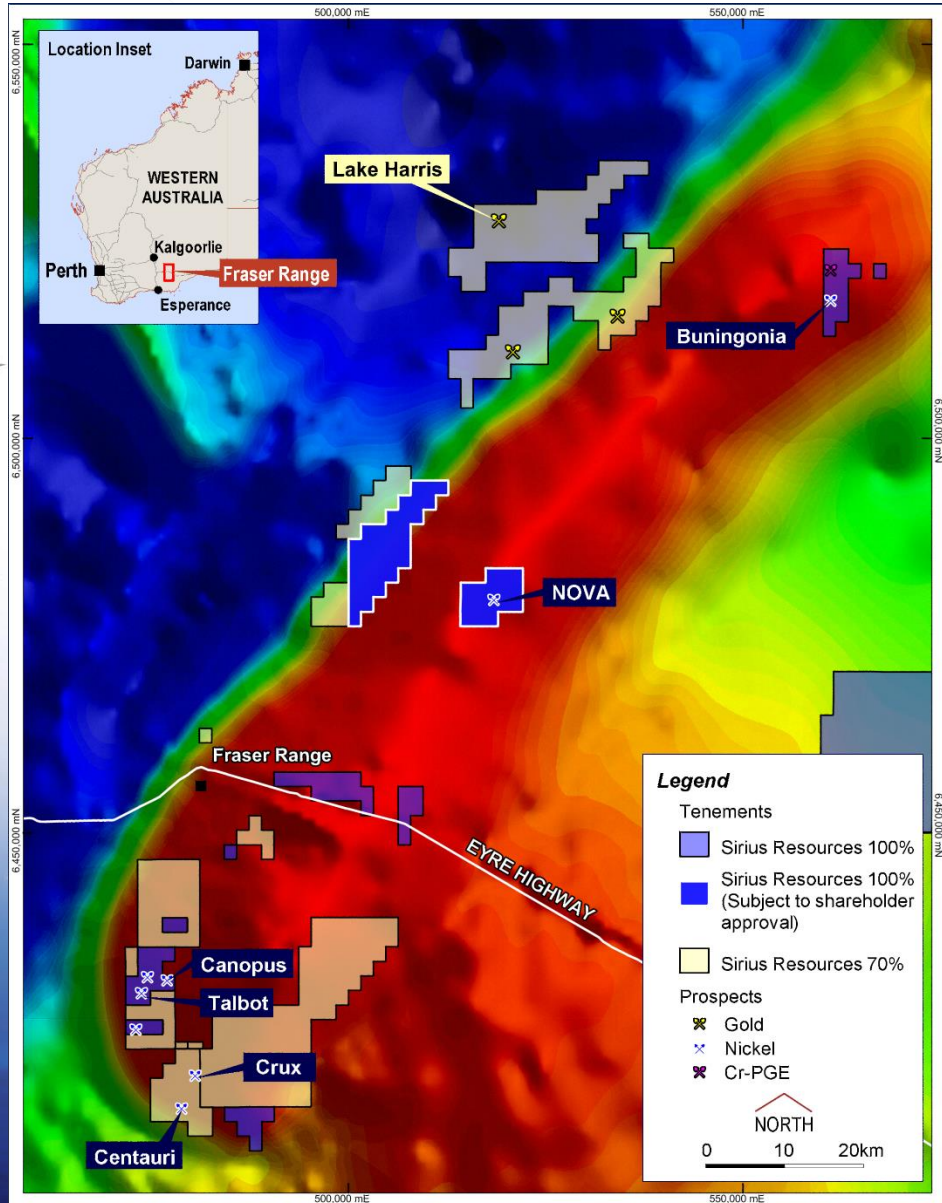 500,000 mE
550,000 mE
6,550,000 mN
Location Inset
Darwin
WESTERN
AUSTRALIA
Kalgoorlie
Perth
Fraser Range
Esperance
Lake Harris
Buningonia
6,500,000 mN
6,500,000 mN
NOVA
Fraser Range
EYRE HIGHWAY
6,450,000 mN
6,450,000 mN
Canopus
Talbot
Crux
Centauri
Legend
Tenements
Sirius Resources 100%
Sirius Resources 100%
(Subject to shareholder
approval)
Sirius Resources 70%
Prospects
Gold
Nickel
Cr-PGE
NORTH
0 10 20km
500,000 mE
550,000 mE